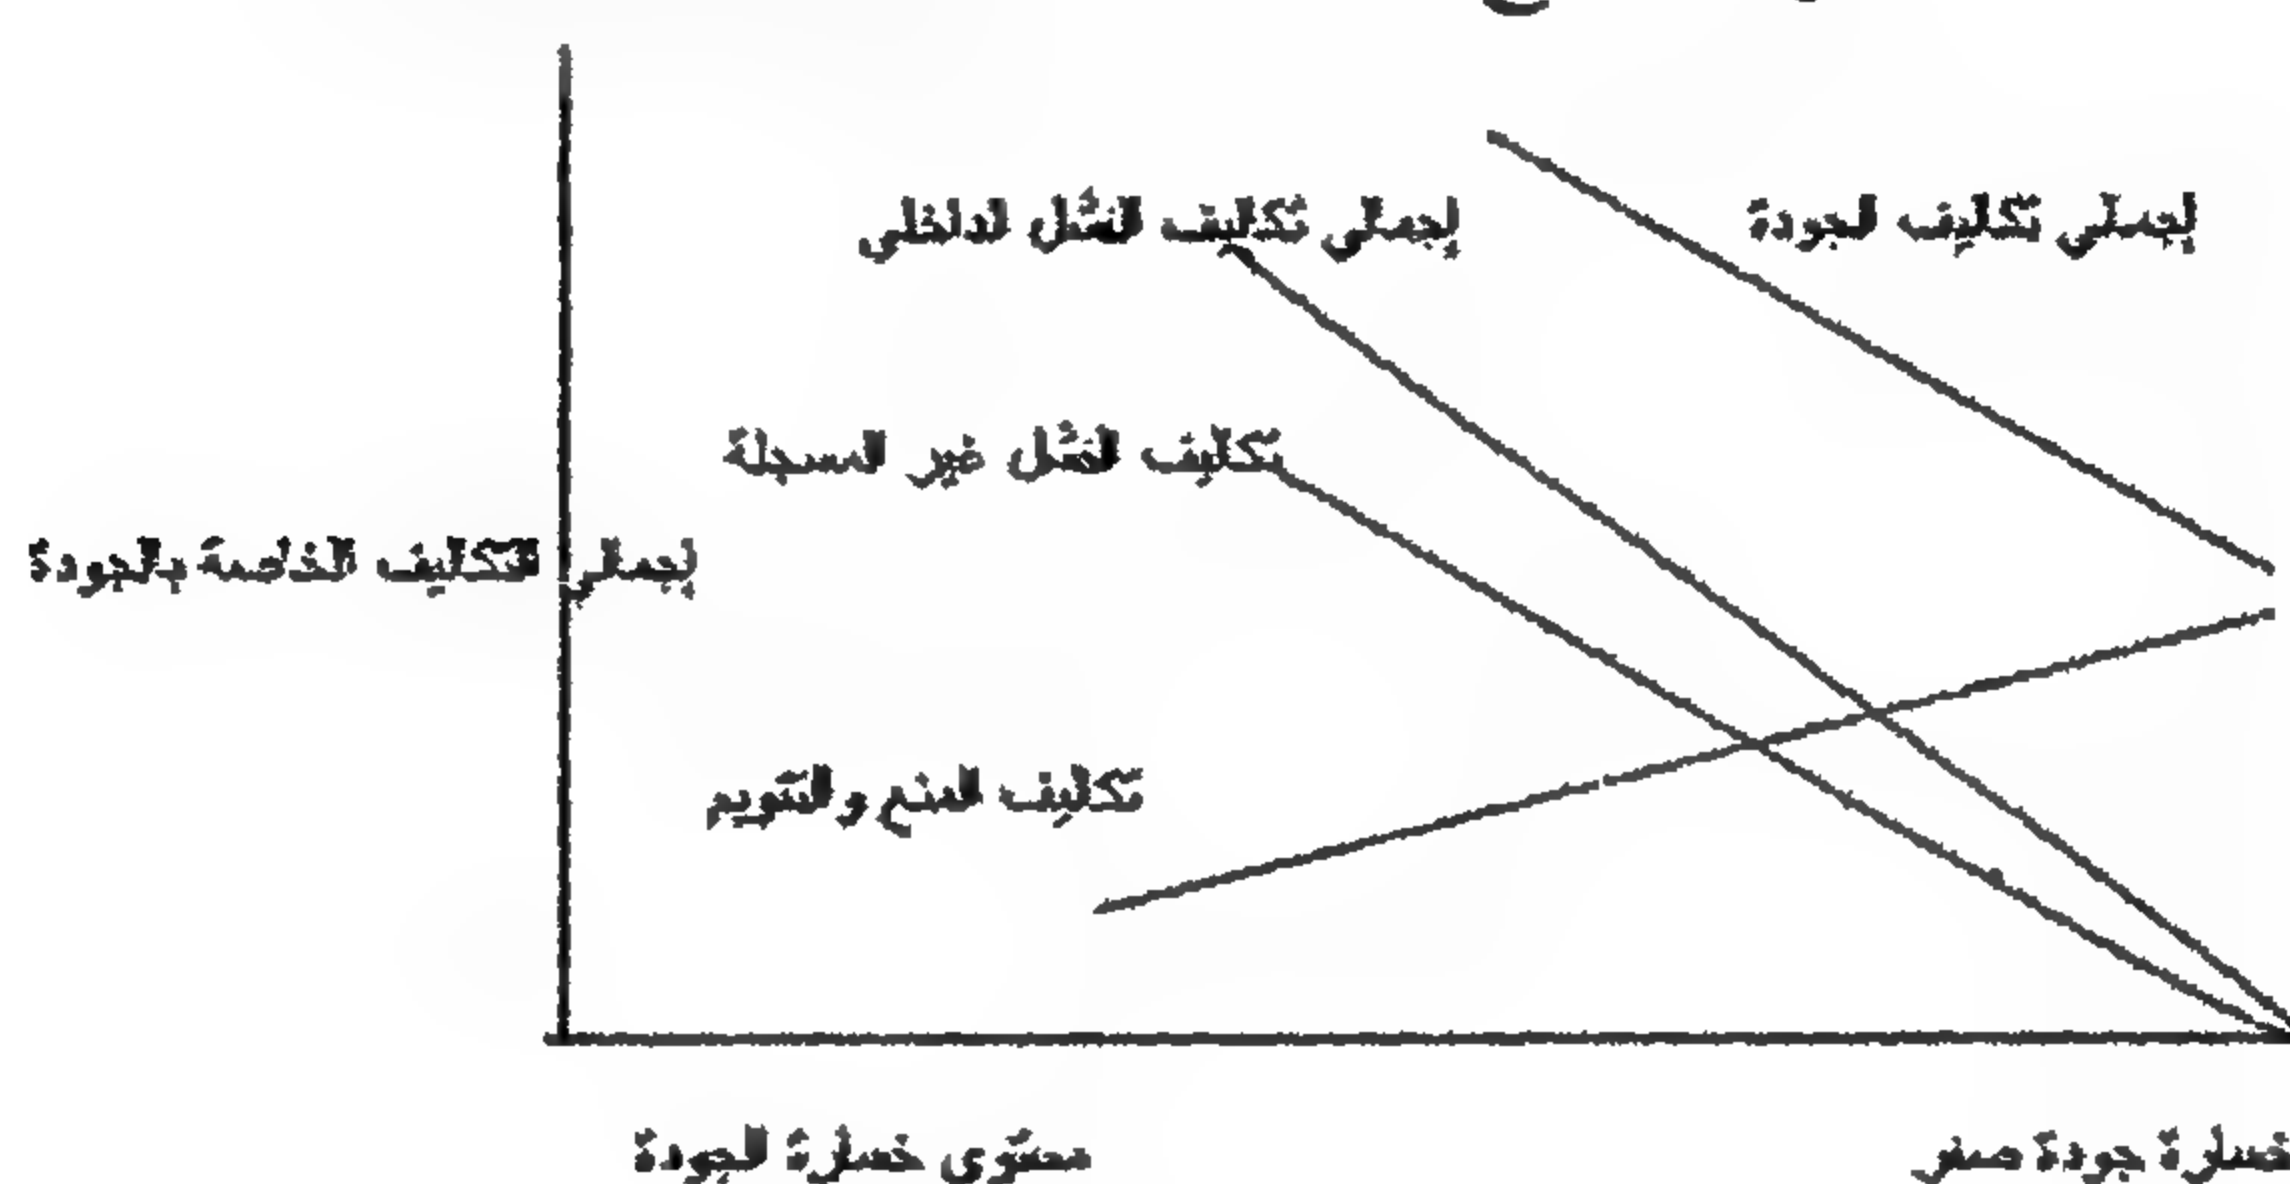 إجمالي تكاليف الجودة
إجمالي تكاليف الفشل الداخلي
تكاليف الفشل غير المسجلة
إجمالي التكاليف الخاصة بالجودة
تكاليف المنع والتقويم
خسارة جودة صفر
مستوى خسارة الجودة